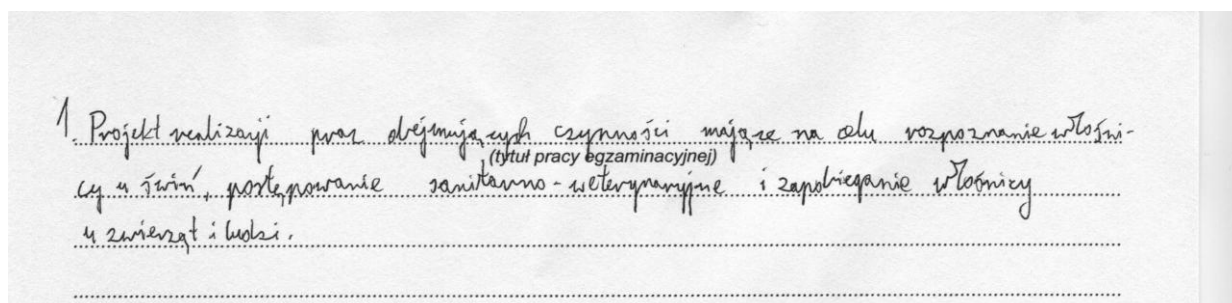 1. Projekt realizacji prac obejmujących czynności mające na celu rozpoznanie włośni-
(tytuł pracy egzaminacyjnej)
cy u świń, postępowanie sanitarno-weterynaryjne i zapobieganie włośnicy
u zwierząt i ludzi.